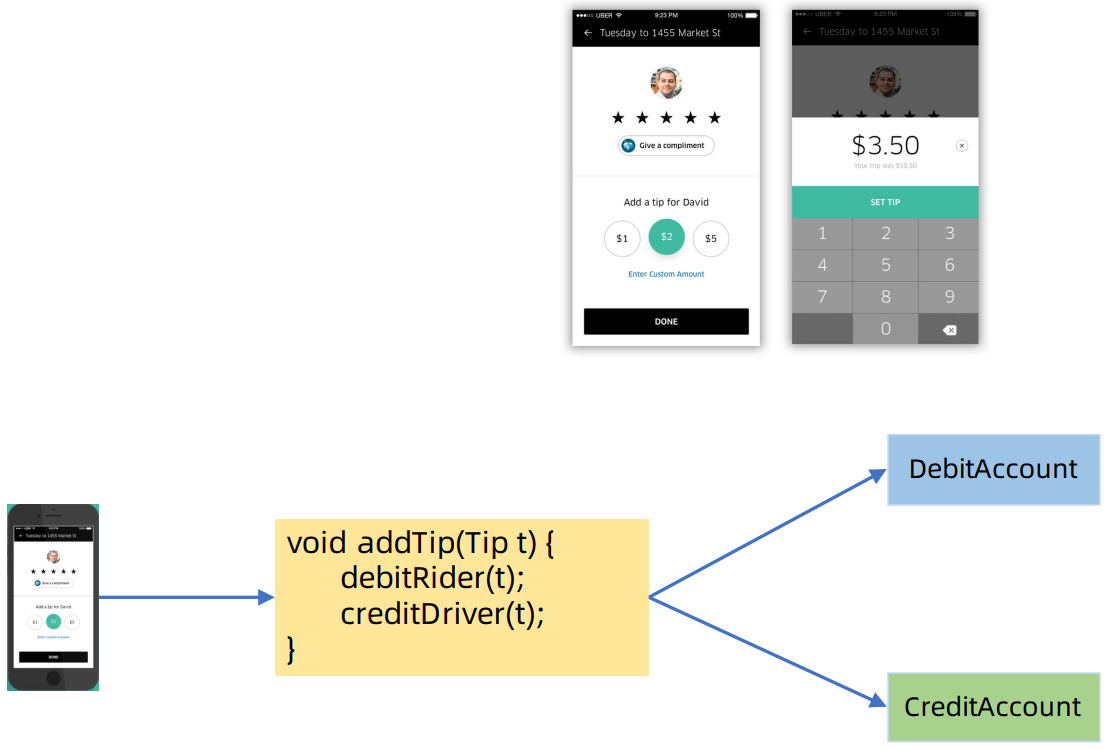 UBER 9:23 PM 100%
← Tuesday to 1455 Market St
★ ★ ★ ★ ★
Give a compliment
Add a tip for David
$1 $2 $5
Enter Custom Amount
DONE
UBER 9:23 PM 100%
← Tuesday to 1455 Market St
$3.50
Your trip was $10.50
SET TIP
1 2 3
4 5 6
7 8 9
0
Tuesday to 1455 Market St
Give a compliment
Add a tip for David
$1 $2 $5
Enter Custom Amount
DONE
void addTip(Tip t) {
debitRider(t);
creditDriver(t);
}
DebitAccount
CreditAccount